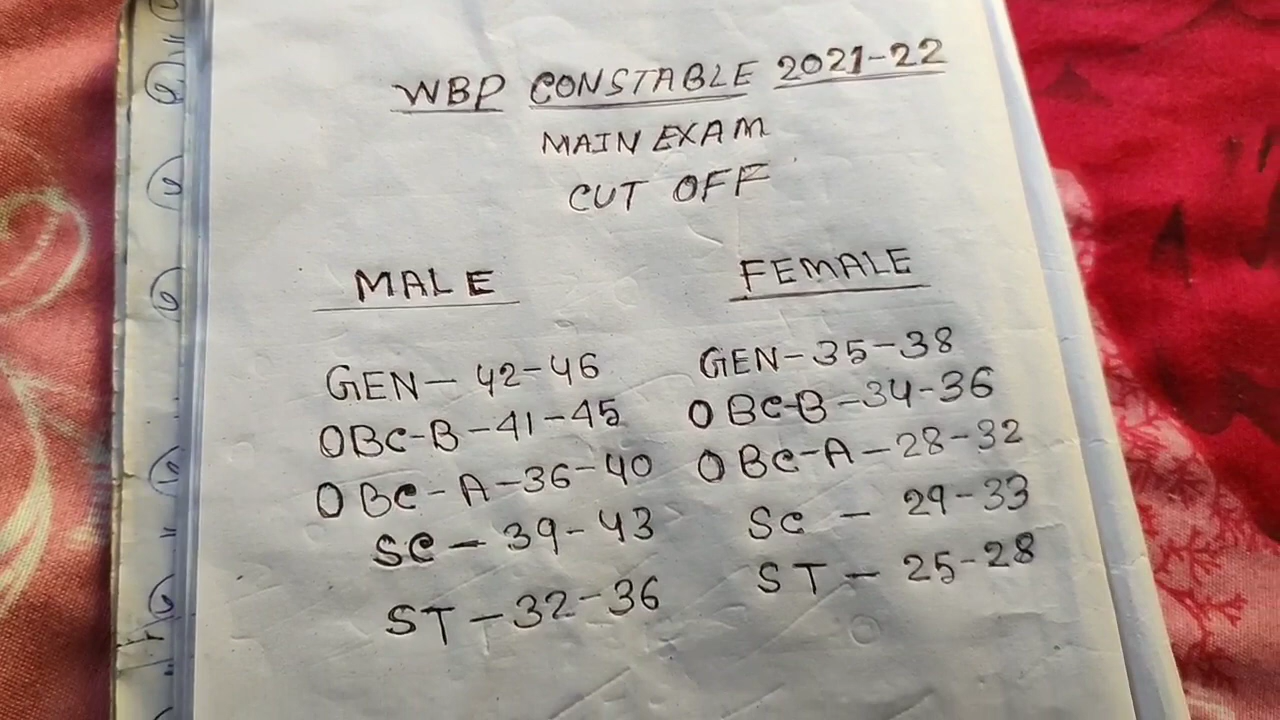 WBP CONSTABLE 2021-22
MAIN EXAM
CUT OFF
MALE
GEN - 42-46
OBC-B - 41-45
OBC-A - 36-40
SC - 39-43
ST - 32-36
FEMALE
GEN - 35-38
OBC-B - 34-36
OBC-A - 28-32
SC - 29-33
ST - 25-28